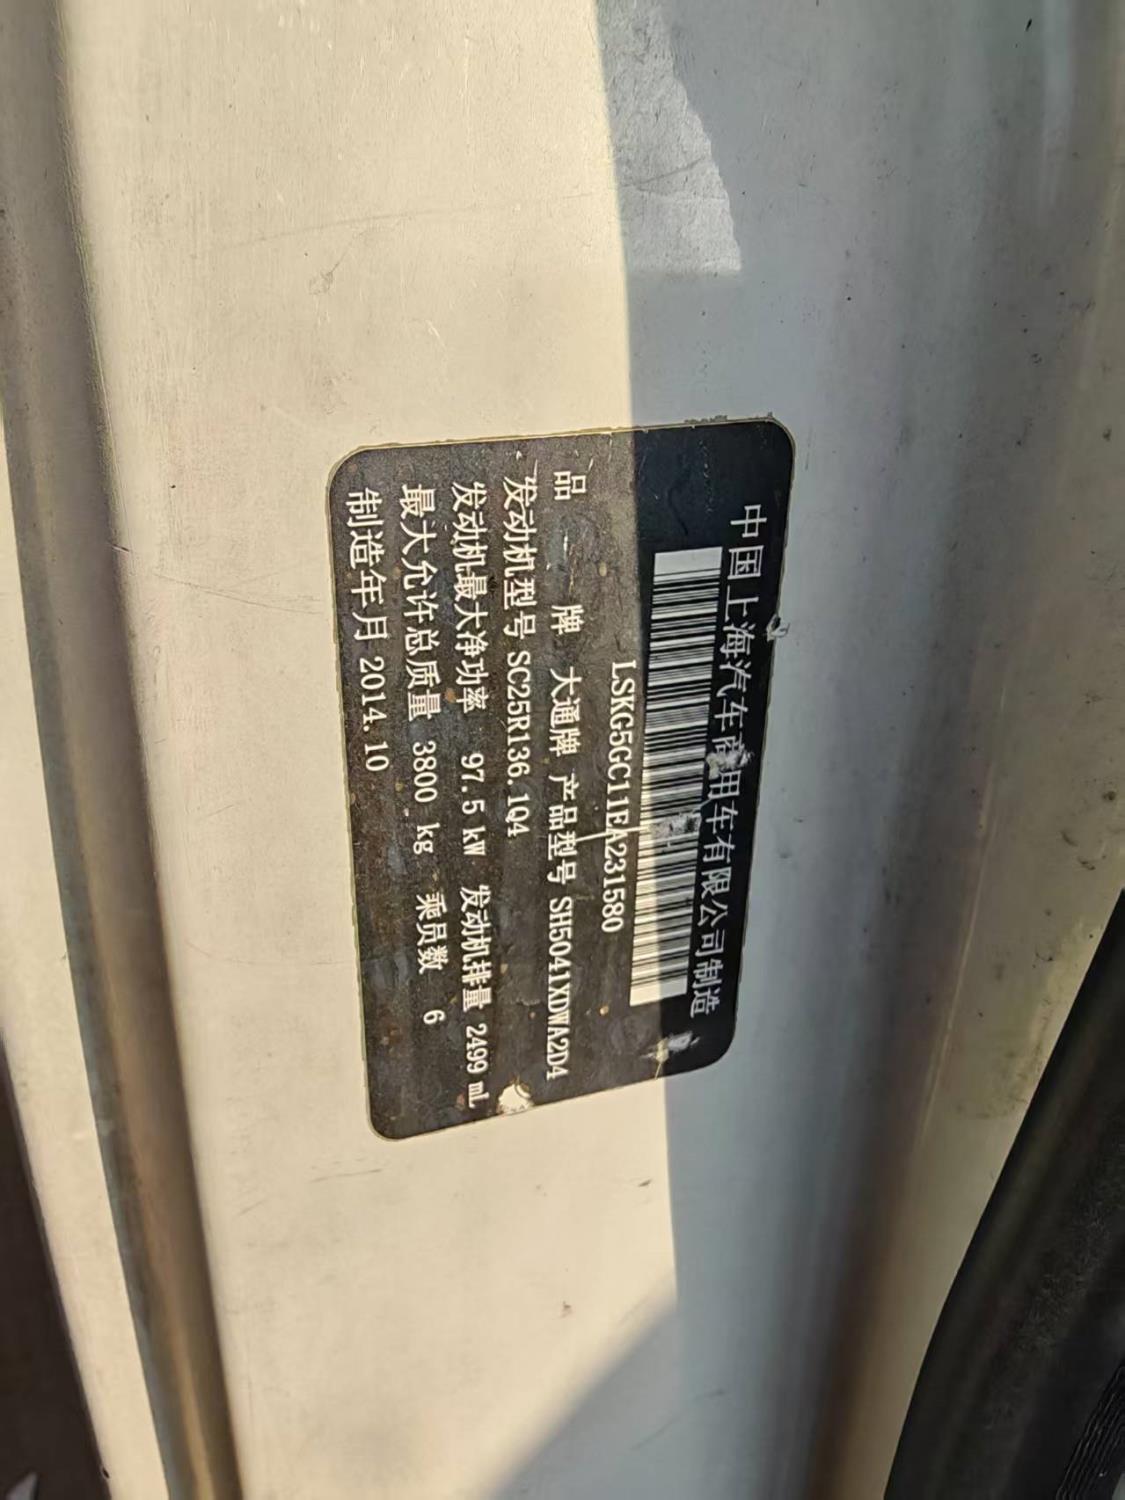 中国上海汽车商用车有限公司制造
LSKG5GC11EA231580
品 牌 大通牌 产品型号 SH5041XDWA2D4
发动机型号 SC25R136.1Q4
发动机最大净功率 97.5 kW 发动机排量 2499 mL
最大允许总质量 3800 kg 乘员数 6
制造年月 2014.10